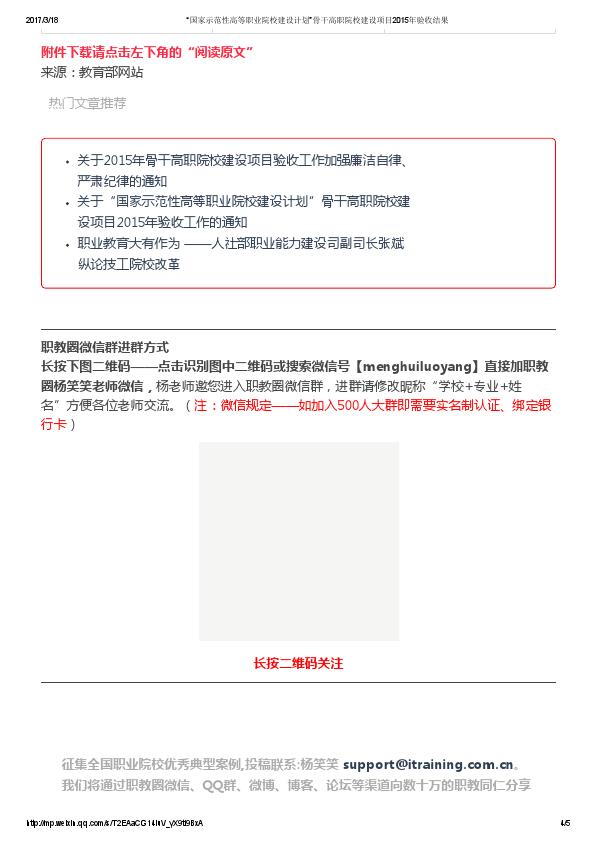 2017/3/18
“国家示范性高等职业院校建设计划”骨干高职院校建设项目2015年验收结果
附件下载请点击左下角的“阅读原文”
来源：教育部网站
热门文章推荐
• 关于2015年骨干高职院校建设项目验收工作加强廉洁自律、
严肃纪律的通知
• 关于“国家示范性高等职业院校建设计划”骨干高职院校建
设项目2015年验收工作的通知
• 职业教育大有作为 ——人社部职业能力建设司副司长张斌
纵论技工院校改革
职教圈微信群进群方式
长按下图二维码——点击识别图中二维码或搜索微信号【menghuiluoyang】直接加职教
圈杨笑笑老师微信，杨老师邀您进入职教圈微信群，进群请修改昵称“学校+专业+姓
名”方便各位老师交流。（注：微信规定——如加入500人大群即需要实名制认证、绑定银
行卡）
长按二维码关注
征集全国职业院校优秀典型案例,投稿联系:杨笑笑 support@itraining.com.cn。
我们将通过职教圈微信、QQ群、微博、博客、论坛等渠道向数十万的职教同仁分享
4/5